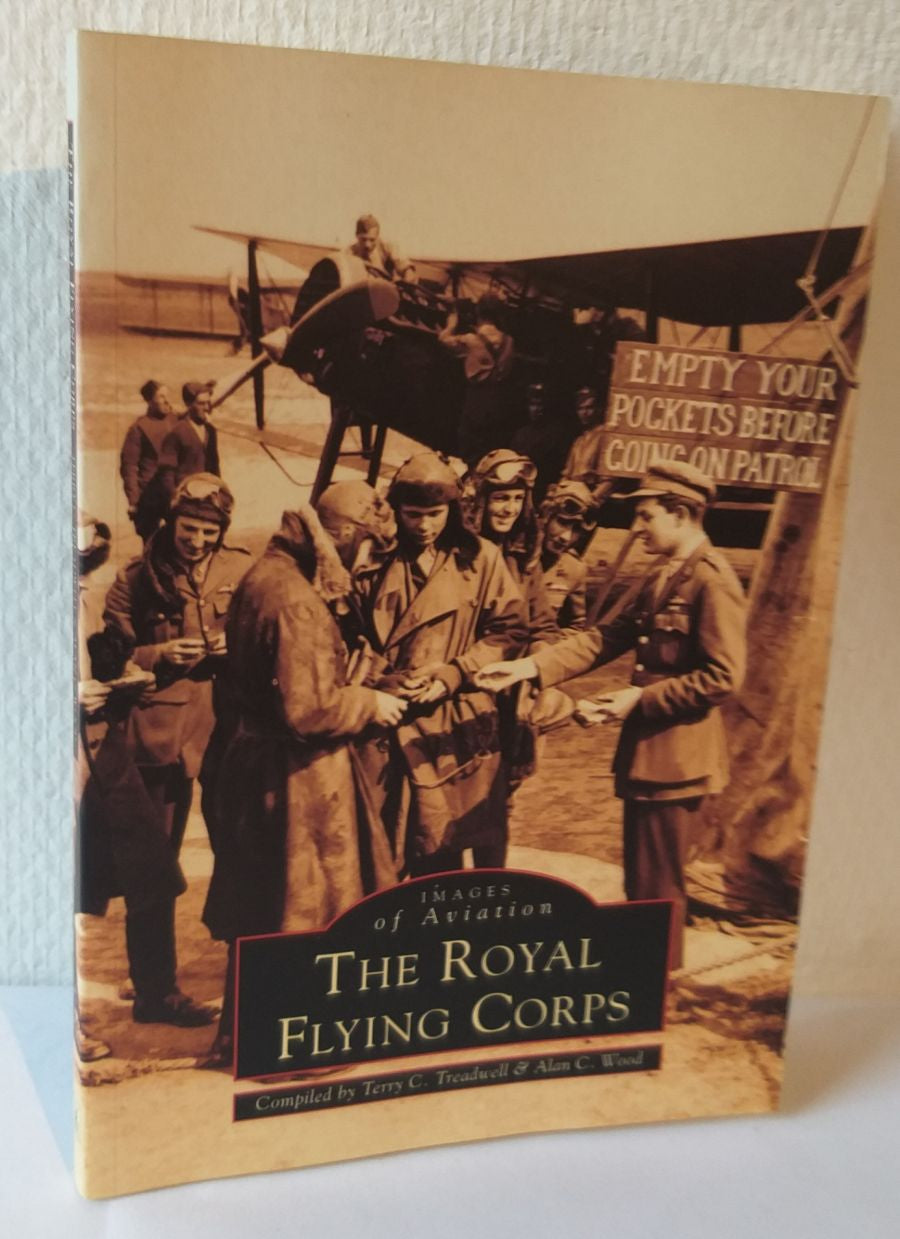 EMPTY YOUR
POCKETS BEFORE
GOING ON PATROL
IMAGES
of Aviation
THE ROYAL
FLYING CORPS
Compiled by Terry C. Treadwell & Alan C. Wood